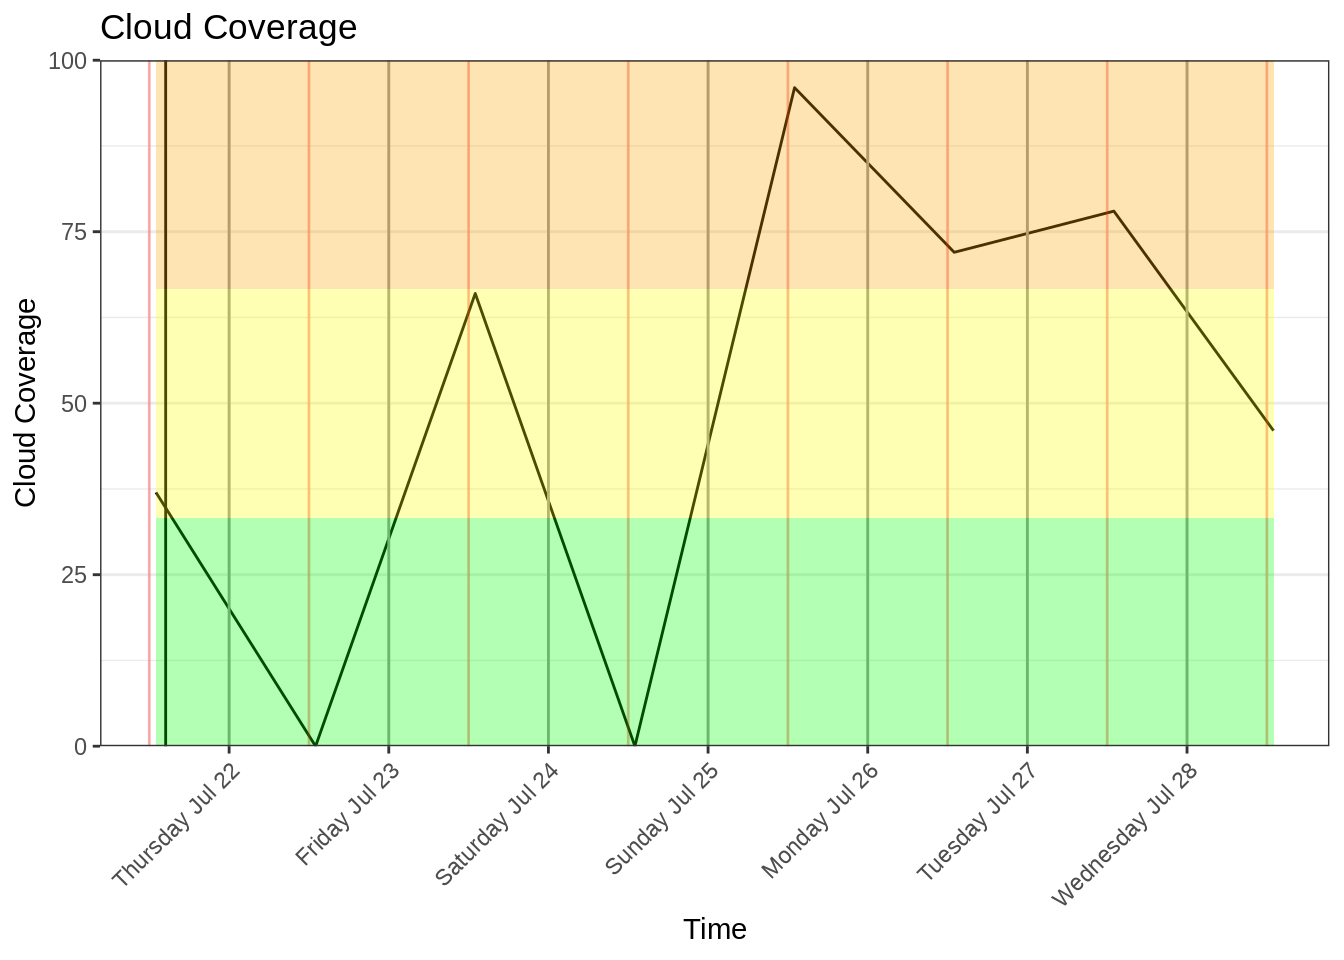 Cloud Coverage
100
75
50
25
0
Cloud Coverage
Thursday Jul 22
Friday Jul 23
Saturday Jul 24
Sunday Jul 25
Monday Jul 26
Tuesday Jul 27
Wednesday Jul 28
Time